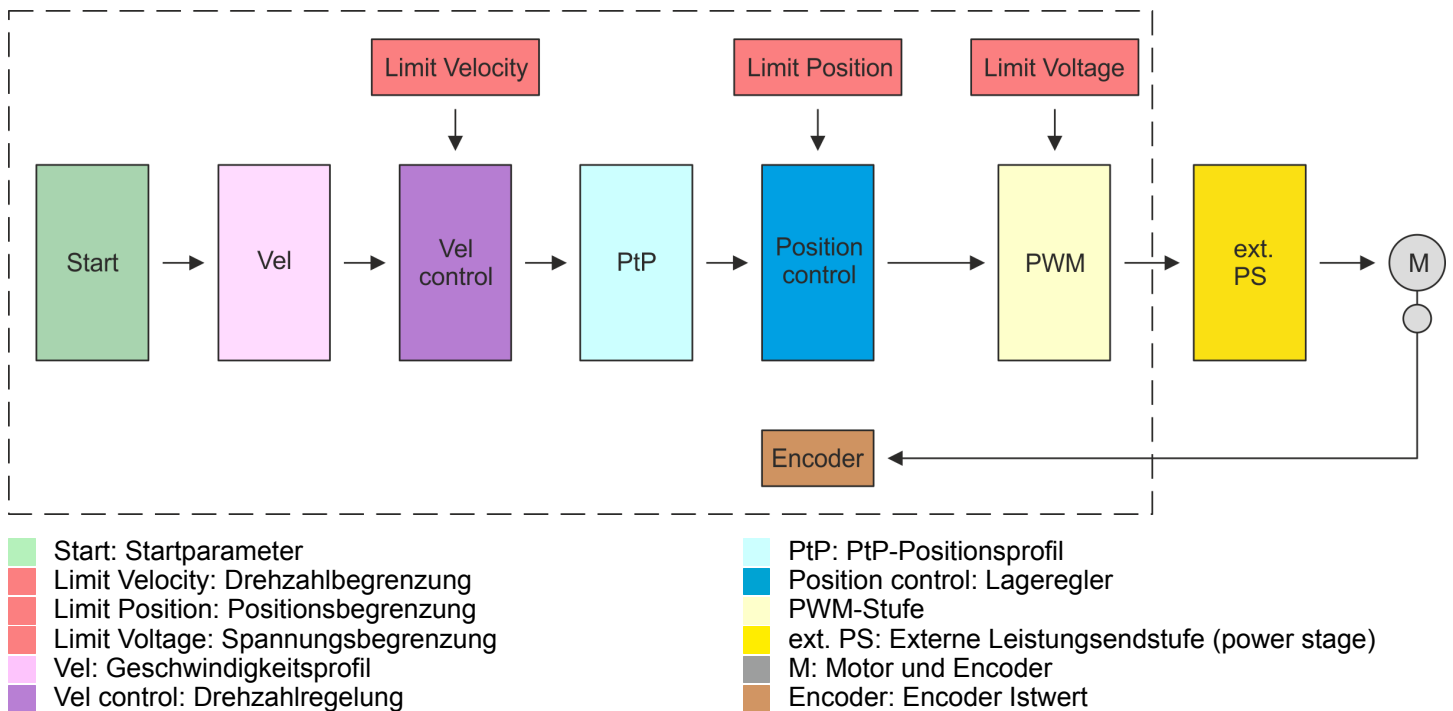 Limit Velocity
Limit Position
Limit Voltage
Start
Vel
Vel
control
PtP
Position
control
PWM
ext.
PS
M
Encoder
Start: Startparameter
Limit Velocity: Drehzahlbegrenzung
Limit Position: Positionsbegrenzung
Limit Voltage: Spannungsbegrenzung
Vel: Geschwindigkeitsprofil
Vel control: Drehzahlregelung
PtP: PtP-Positionsprofil
Position control: Lageregler
PWM-Stufe
ext. PS: Externe Leistungsendstufe (power stage)
M: Motor und Encoder
Encoder: Encoder Istwert